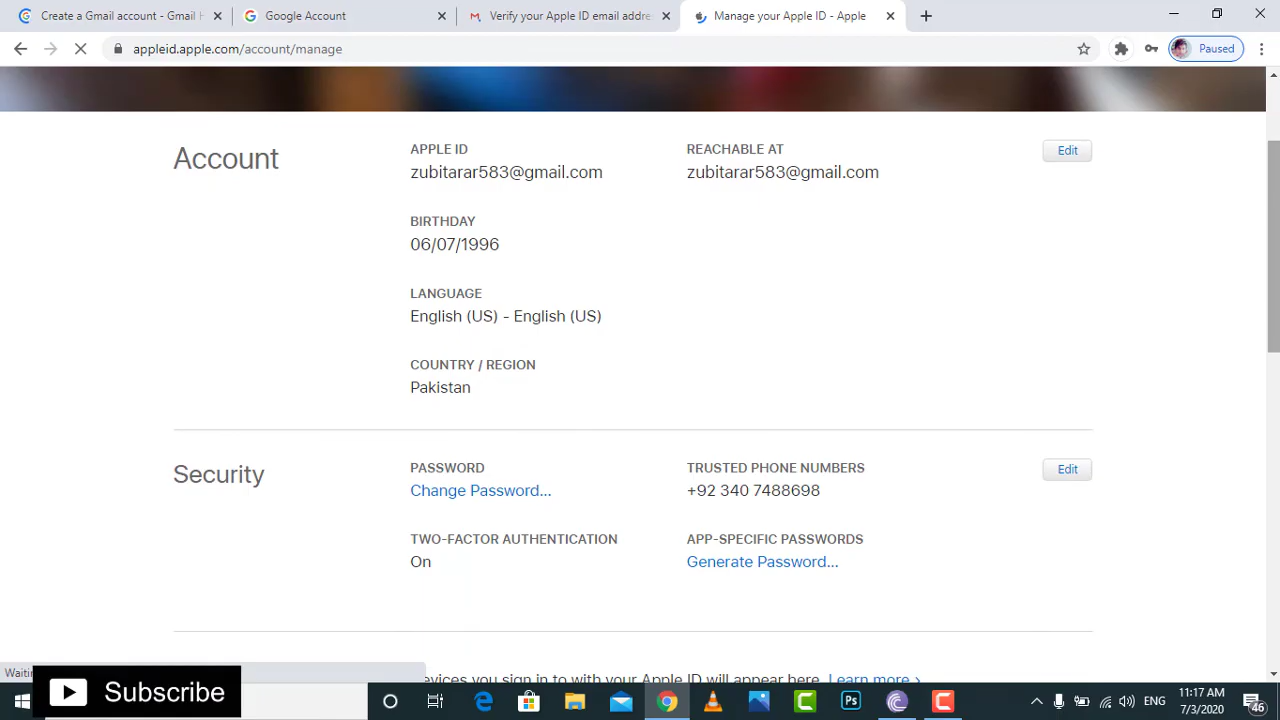 Create a Gmail account - Gmail H
Google Account
Verify your Apple ID email addre
Manage your Apple ID - Apple
appleid.apple.com/account/manage
Paused
Account
APPLE ID
zubitarar583@gmail.com
REACHABLE AT
zubitarar583@gmail.com
Edit
BIRTHDAY
06/07/1996
LANGUAGE
English (US) - English (US)
COUNTRY / REGION
Pakistan
Security
PASSWORD
Change Password...
TRUSTED PHONE NUMBERS
+92 340 7488698
Edit
TWO-FACTOR AUTHENTICATION
On
APP-SPECIFIC PASSWORDS
Generate Password...
evices you sign in to with your Apple ID will appear here. Learn more ›
Waitin
Subscribe
Ps
ENG
11:17 AM
7/3/2020
46